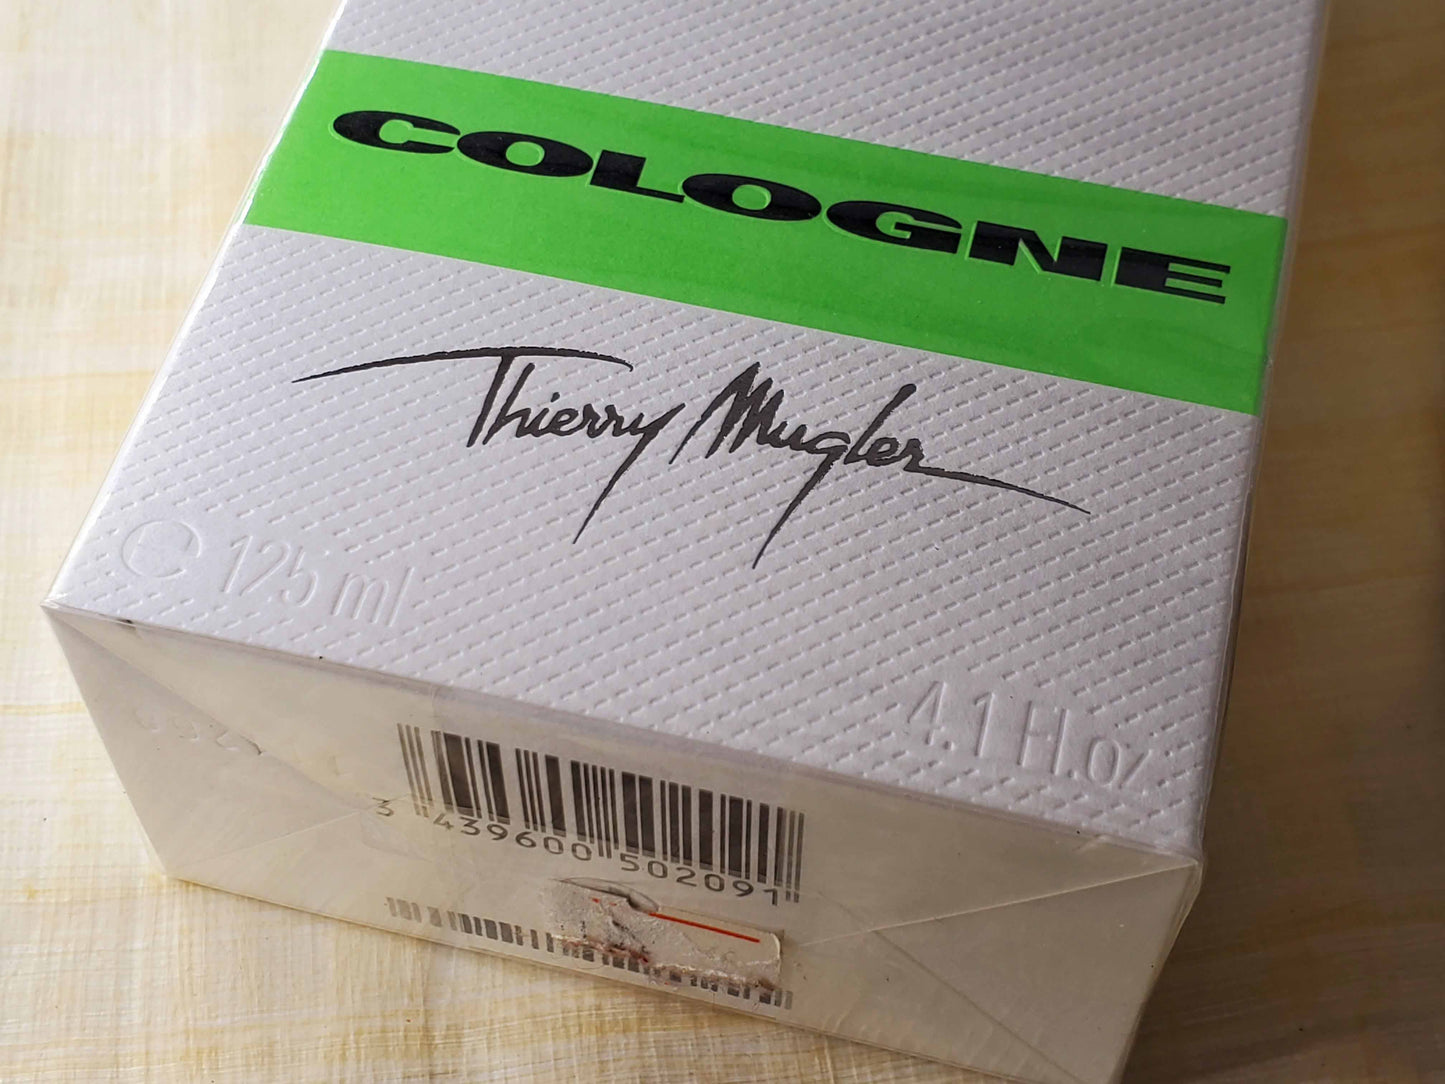 COLOGNE
Thierry Mugler
125 ml
4.1 Fl.oz.
3 439600 502091